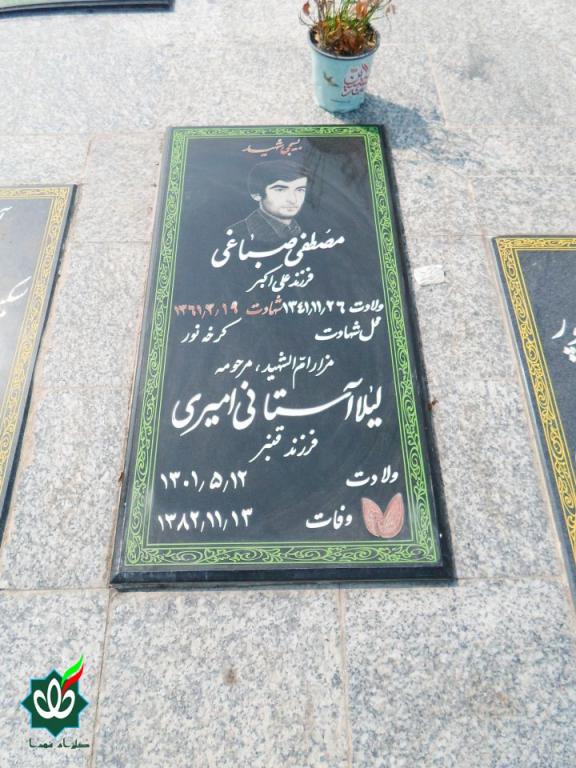 بسیجی شهید
مصطفی صباغی
فرزند علی اکبر
ولادت ۱۳۴۱٫۱۱٫۲۶ شهادت ۱۳۶۱٫۲٫۱۹
محل شهادت کرخه نور
مزار ام الشهید، مرحومه
لیلا آستانی امیری
فرزند قنبر
ولادت ۱۳۰۱٫۵٫۱۲
وفات ۱۳۸۲٫۱۱٫۱۳
پور